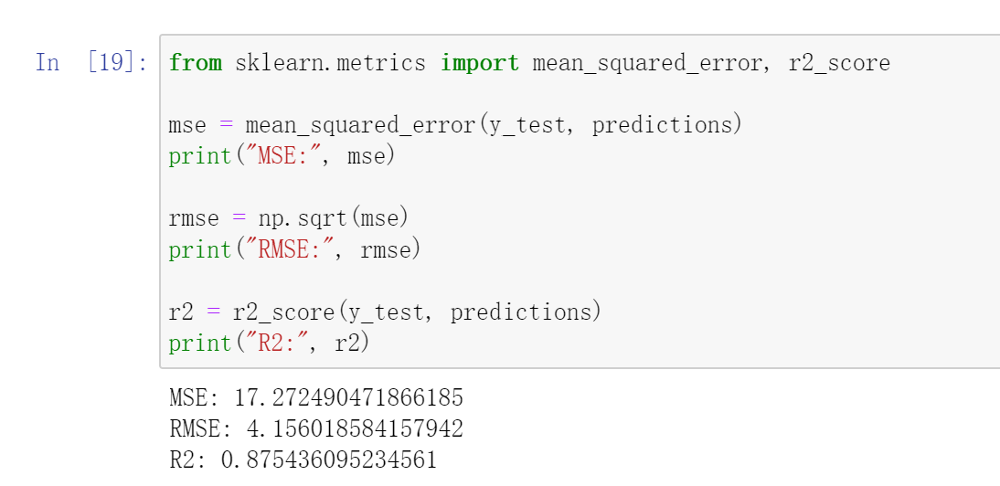 In [19]: from sklearn.metrics import mean_squared_error, r2_score
mse = mean_squared_error(y_test, predictions)
print("MSE:", mse)
rmse = np.sqrt(mse)
print("RMSE:", rmse)
r2 = r2_score(y_test, predictions)
print("R2:", r2)
MSE: 17.272490471866185
RMSE: 4.156018584157942
R2: 0.875436095234561